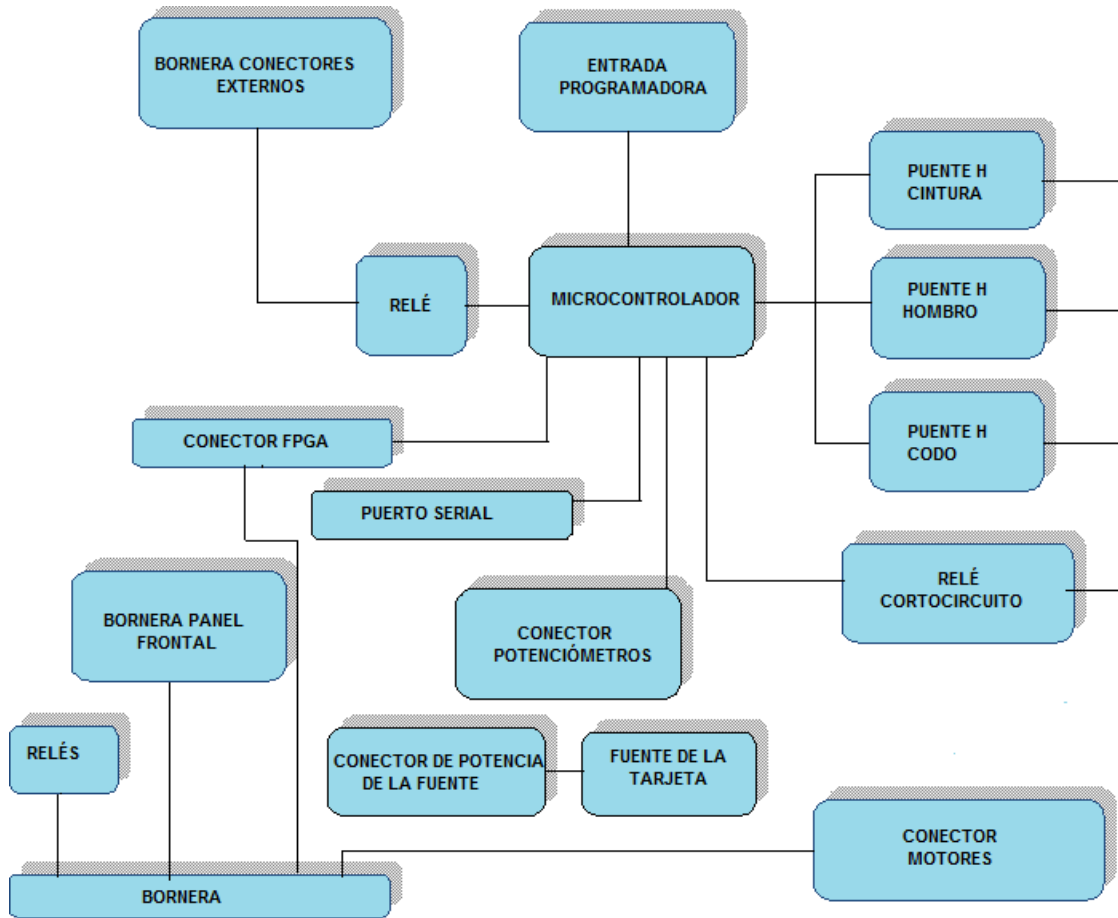 BORNERA CONECTORES
EXTERNOS
ENTRADA
PROGRAMADORA
PUENTE H
CINTURA
RELÉ
MICROCONTROLADOR
PUENTE H
HOMBRO
CONECTOR FPGA
PUENTE H
CODO
PUERTO SERIAL
RELÉ
CORTOCIRCUITO
BORNERA PANEL
FRONTAL
CONECTOR
POTENCIÓMETROS
RELÉS
CONECTOR DE POTENCIA
DE LA FUENTE
FUENTE DE LA
TARJETA
CONECTOR
MOTORES
BORNERA